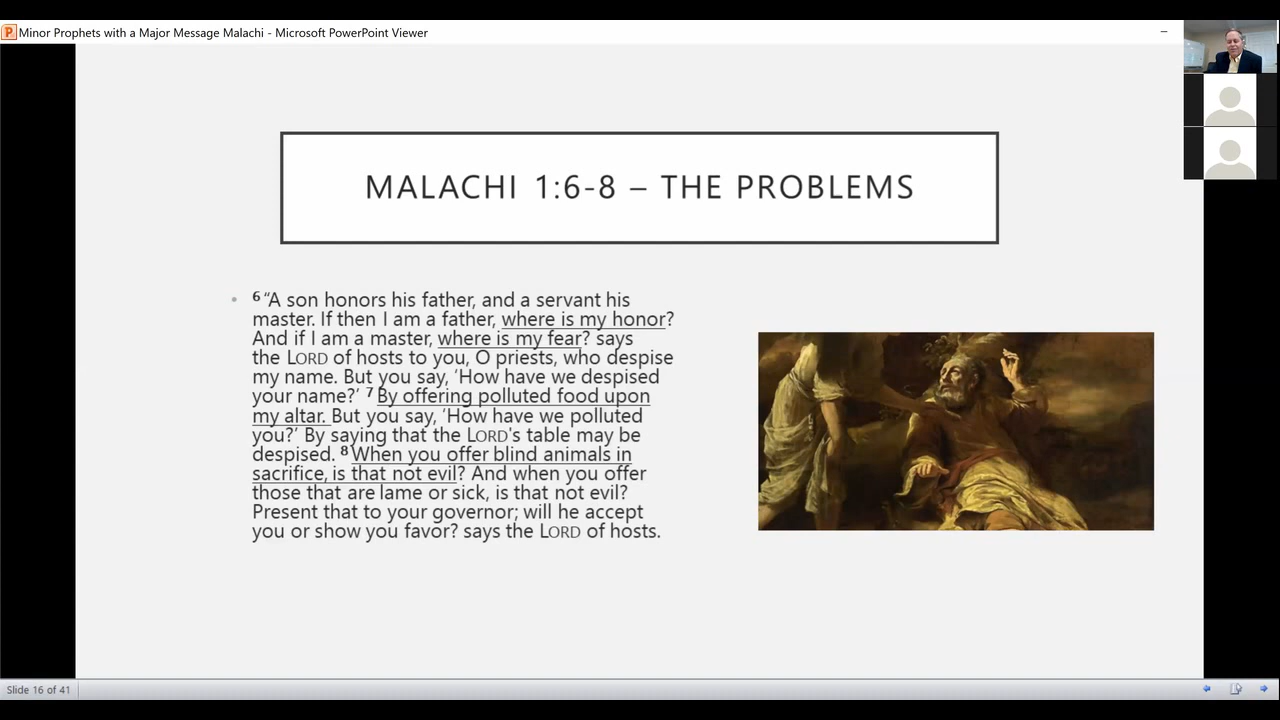 Minor Prophets with a Major Message Malachi - Microsoft PowerPoint Viewer
MALACHI 1:6-8 – THE PROBLEMS
• ⁶ “A son honors his father, and a servant his
master. If then I am a father, where is my honor?
And if I am a master, where is my fear? says
the LORD of hosts to you, O priests, who despise
my name. But you say, ‘How have we despised
your name?’ ⁷ By offering polluted food upon
my altar. But you say, ‘How have we polluted
you?’ By saying that the LORD's table may be
despised. ⁸ When you offer blind animals in
sacrifice, is that not evil? And when you offer
those that are lame or sick, is that not evil?
Present that to your governor; will he accept
you or show you favor? says the LORD of hosts.
Slide 16 of 41